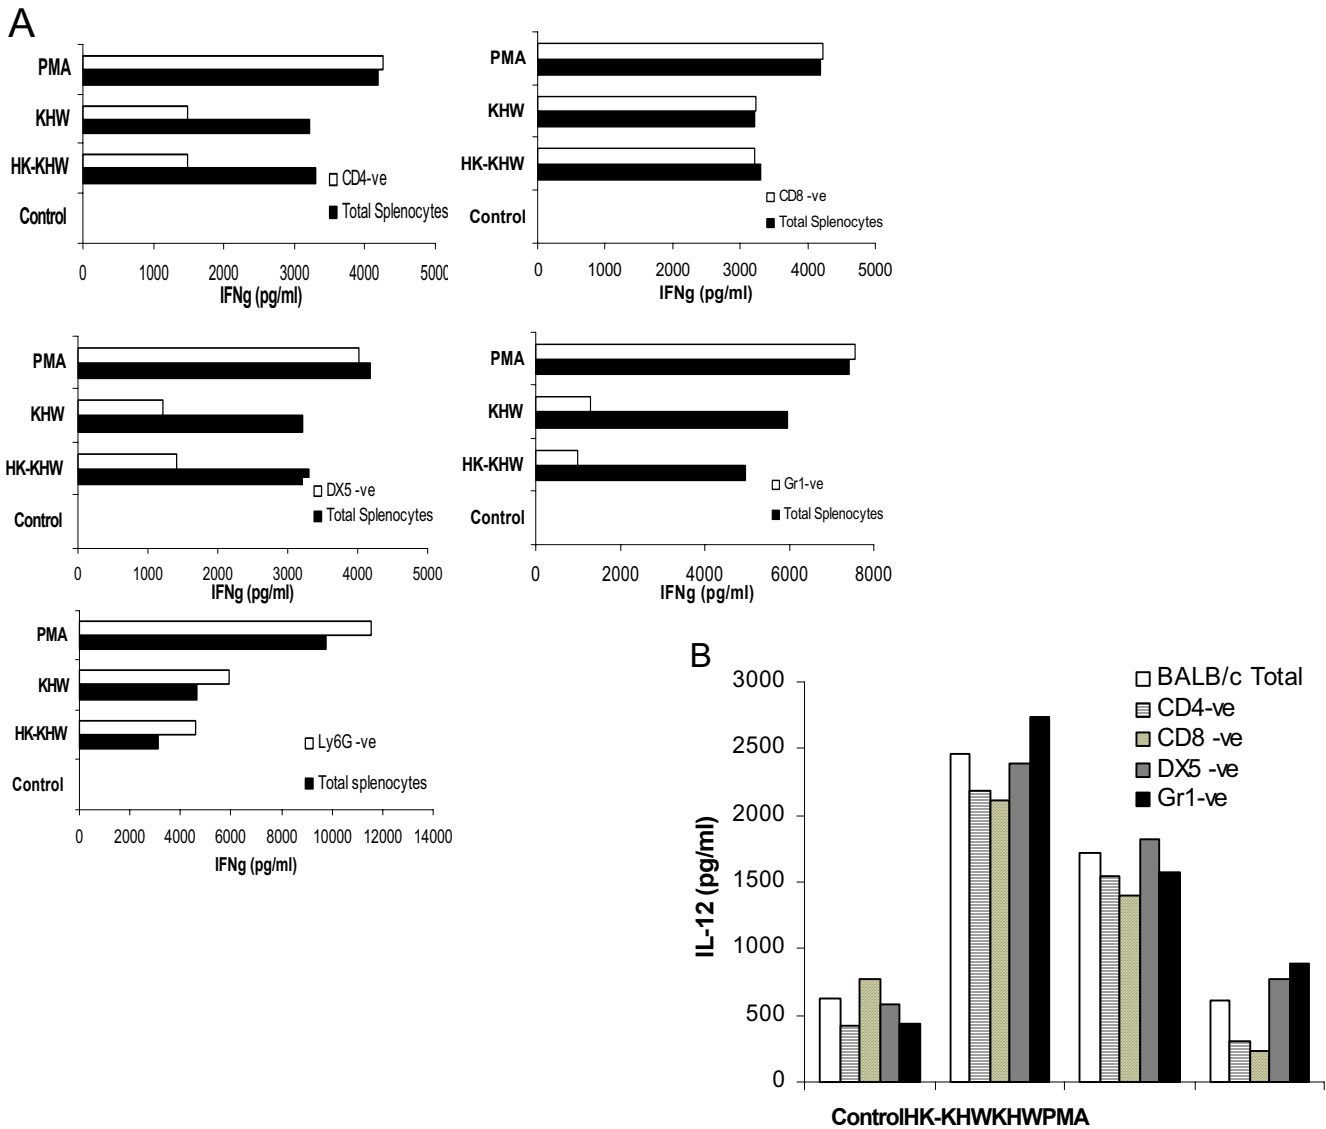 A
PMA
KHW
HK-KHW
Control
CD4-ve
Total Splenocytes
0 1000 2000 3000 4000 500
IFNg (pg/ml)
PMA
KHW
HK-KHW
Control
CD8 -ve
Total Splenocytes
0 1000 2000 3000 4000 5000
IFNg (pg/ml)
PMA
KHW
HK-KHW
Control
DX5 -ve
Total Splenocytes
0 1000 2000 3000 4000 5000
IFNg (pg/ml)
PMA
KHW
HK-KHW
Control
Gr1-ve
Total Splenocytes
0 2000 4000 6000 8000
IFNg (pg/ml)
PMA
KHW
HK-KHW
Control
Ly6G -ve
Total splenocytes
0 2000 4000 6000 8000 10000 12000 14000
IFNg (pg/ml)
B
3000
2500
2000
1500
1000
500
0
IL-12 (pg/ml)
BALB/c Total
CD4-ve
CD8 -ve
DX5 -ve
Gr1-ve
ControlHK-KHWKHWPMA